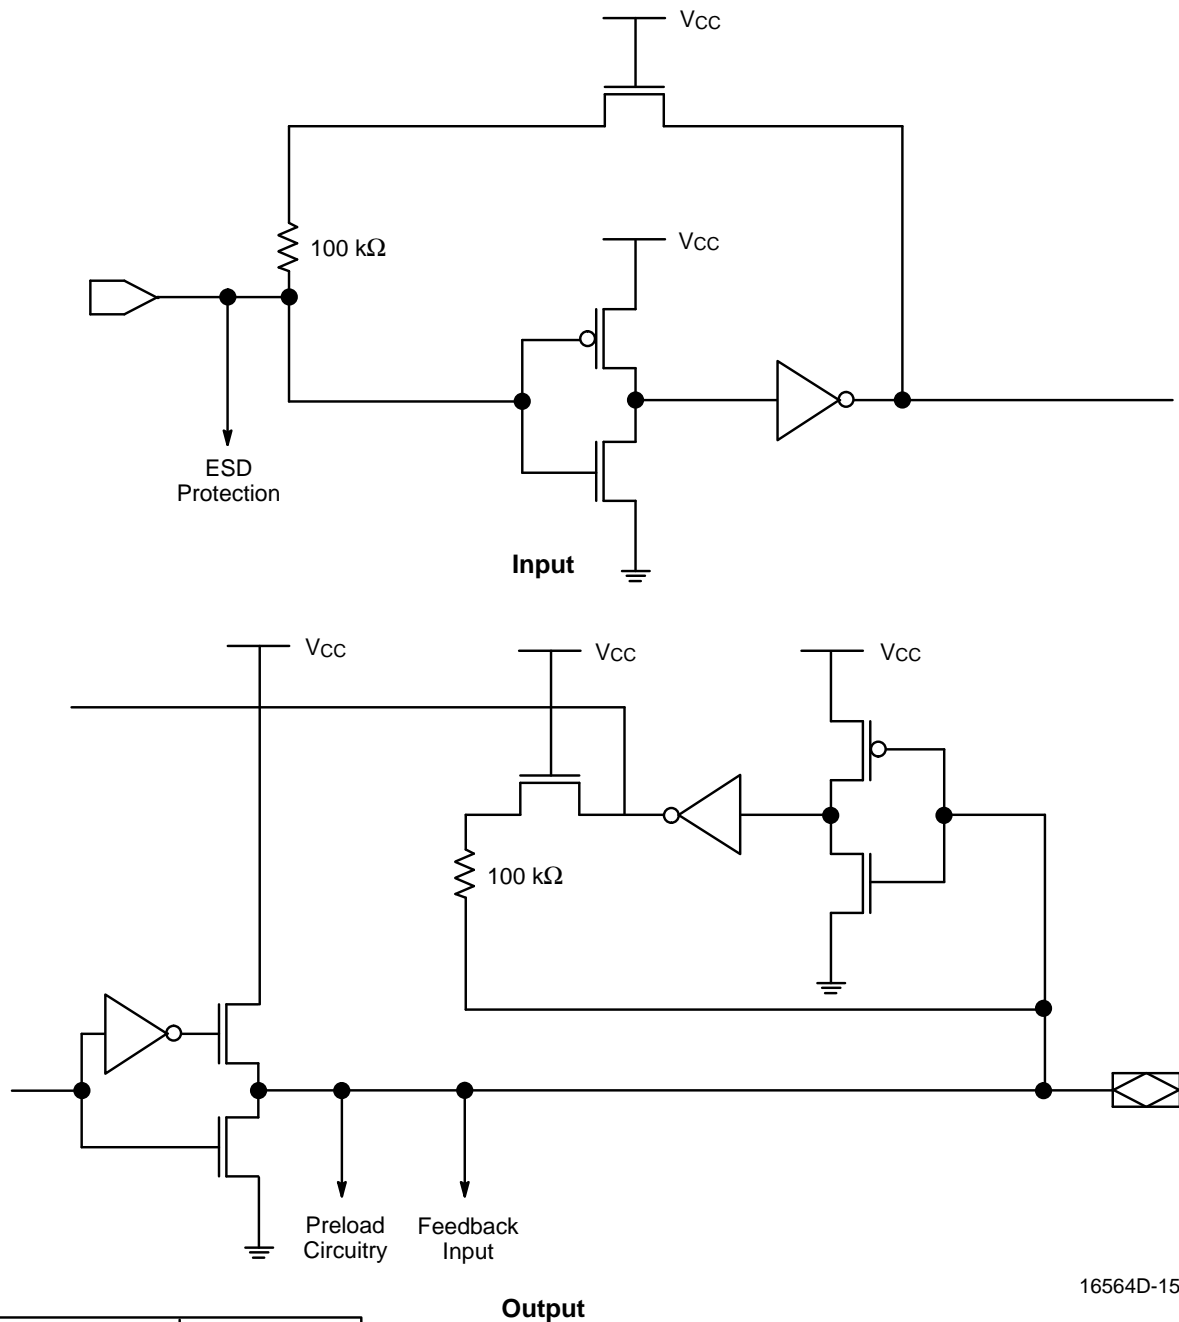 VCC
100 kΩ
VCC
ESD
Protection
Input
VCC
VCC
VCC
100 kΩ
Preload
Circuitry
Feedback
Input
16564D-15
Output